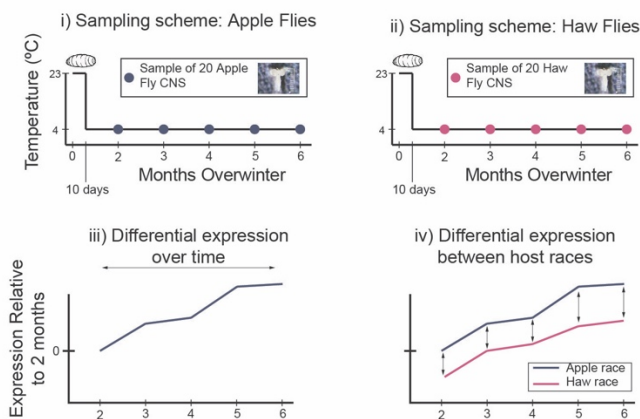 i) Sampling scheme: Apple Flies
Temperature (ºC)
23
4
Sample of 20 Apple
Fly CNS
0 2 3 4 5 6
Months Overwinter
10 days
ii) Sampling scheme: Haw Flies
23
4
Sample of 20 Haw
Fly CNS
0 2 3 4 5 6
Months Overwinter
10 days
iii) Differential expression
over time
Expression Relative
to 2 months
0
2 3 4 5 6
iv) Differential expression
between host races
Apple race
Haw race
2 3 4 5 6